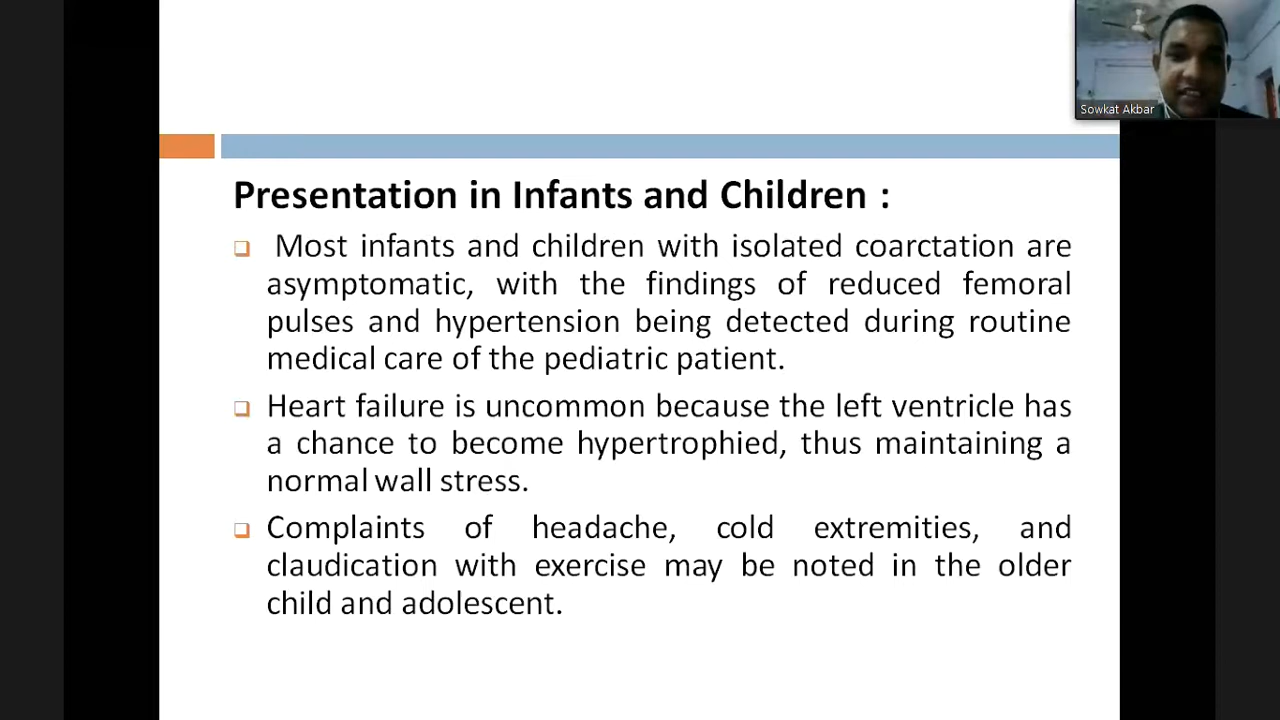 Sowkat Akbar
Presentation in Infants and Children :
Most infants and children with isolated coarctation are
asymptomatic, with the findings of reduced femoral
pulses and hypertension being detected during routine
medical care of the pediatric patient.
Heart failure is uncommon because the left ventricle has
a chance to become hypertrophied, thus maintaining a
normal wall stress.
Complaints of headache, cold extremities, and
claudication with exercise may be noted in the older
child and adolescent.